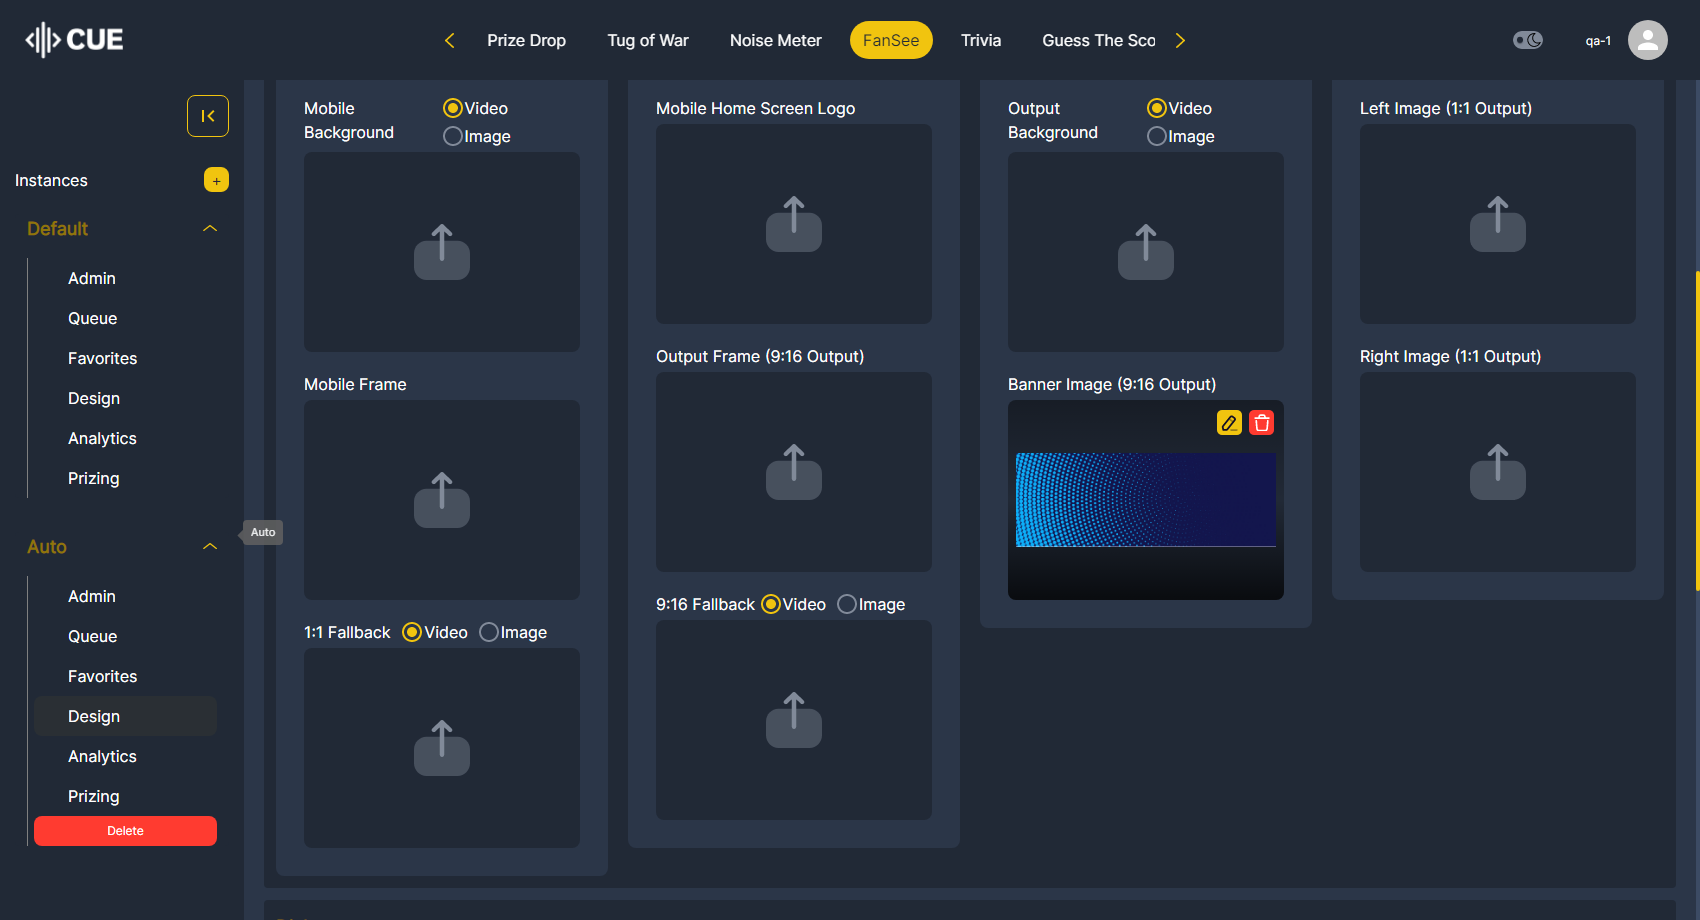 CUE
Prize Drop
Tug of War
Noise Meter
FanSee
Trivia
Guess The Sco
qa-1
Instances
+
Default
Admin
Queue
Favorites
Design
Analytics
Prizing
Auto
Admin
Queue
Favorites
Design
Analytics
Prizing
Delete
Auto
Mobile
Background
Video
Image
Mobile Frame
1:1 Fallback
Video
Image
Mobile Home Screen Logo
Output Frame (9:16 Output)
9:16 Fallback
Video
Image
Output
Background
Video
Image
Banner Image (9:16 Output)
Left Image (1:1 Output)
Right Image (1:1 Output)